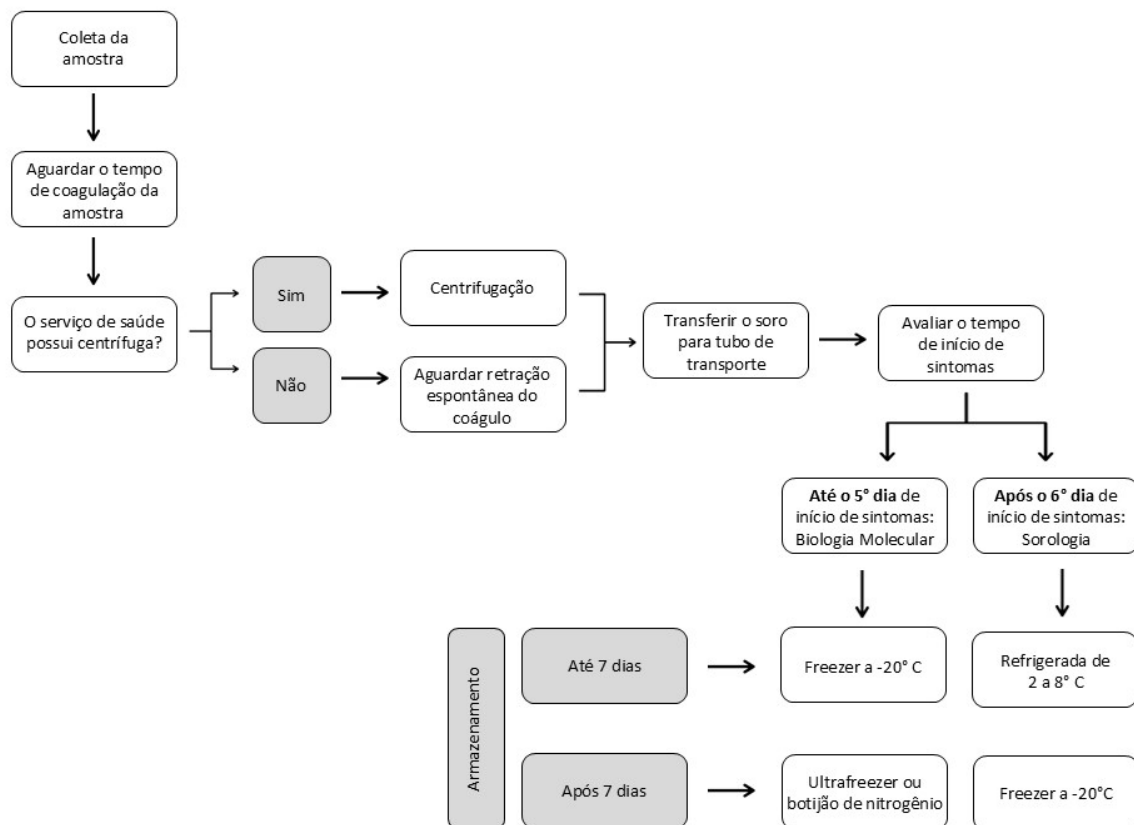 Coleta da
amostra
Aguardar o tempo
de coagulação da
amostra
O serviço de saúde
possui centrífuga?
Sim
Centrifugação
Não
Aguardar retração
espontânea do
coágulo
Transferir o soro
para tubo de
transporte
Avaliar o tempo
de início de
sintomas
Até o 5° dia de
início de sintomas:
Biologia Molecular
Após o 6° dia de
início de sintomas:
Sorologia
Armazenamento
Até 7 dias
Freezer a -20° C
Refrigerada de
2 a 8° C
Após 7 dias
Ultrafreezer ou
botijão de nitrogênio
Freezer a -20°C